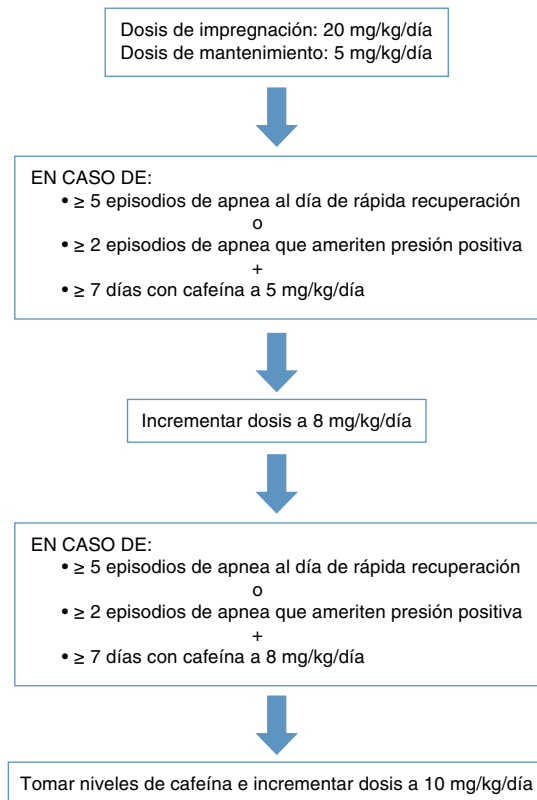 Dosis de impregnación: 20 mg/kg/día
Dosis de mantenimiento: 5 mg/kg/día
EN CASO DE:
• ≥ 5 episodios de apnea al día de rápida recuperación
o
• ≥ 2 episodios de apnea que ameriten presión positiva
+
• ≥ 7 días con cafeína a 5 mg/kg/día
Incrementar dosis a 8 mg/kg/día
EN CASO DE:
• ≥ 5 episodios de apnea al día de rápida recuperación
o
• ≥ 2 episodios de apnea que ameriten presión positiva
+
• ≥ 7 días con cafeína a 8 mg/kg/día
Tomar niveles de cafeína e incrementar dosis a 10 mg/kg/día